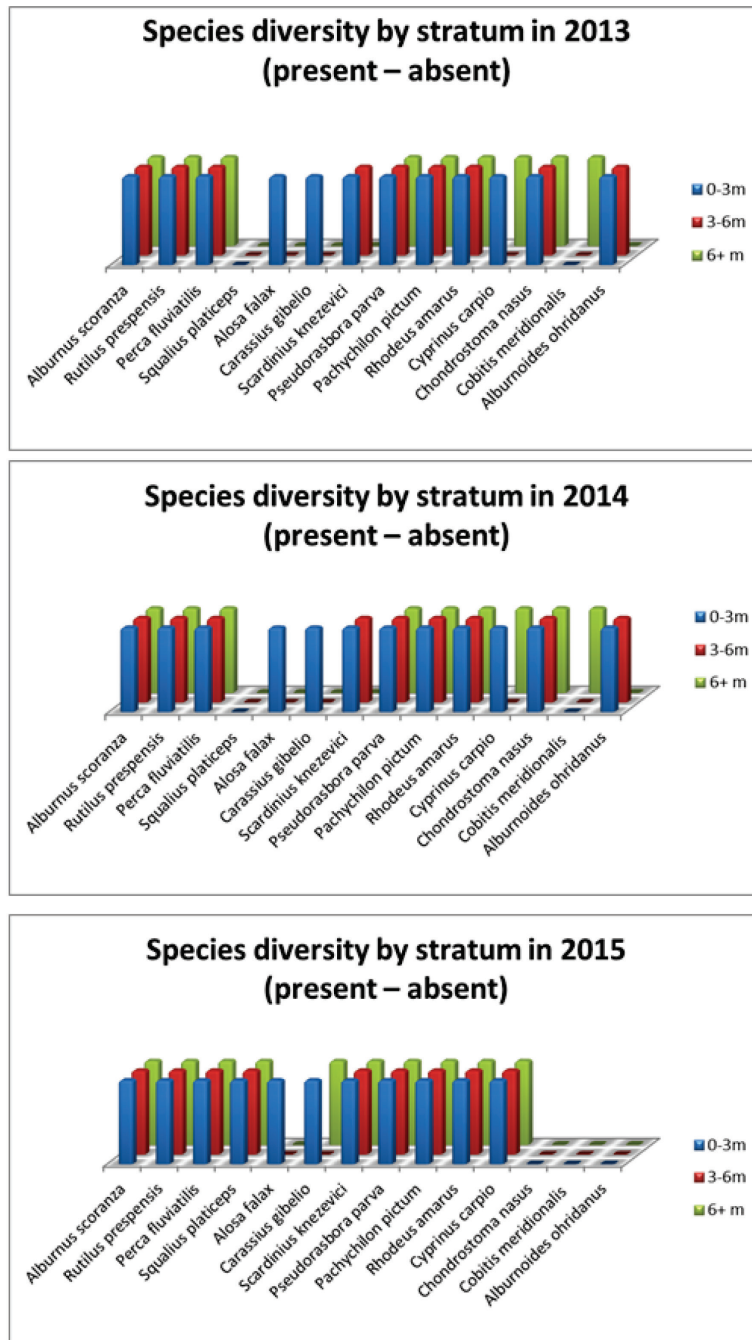 Species diversity by stratum in 2013
(present – absent)
0-3m
3-6m
6+ m
Alburnus scoranza
Rutilus prespensis
Perca fluviatilis
Squalius platiceps
Alosa falax
Carassius gibelio
Scardinius knezevici
Pseudorasbora parva
Pachychilon pictum
Rhodeus amarus
Cyprinus carpio
Chondrostoma nasus
Cobitis meridionalis
Alburnoides ohridanus
Species diversity by stratum in 2014
(present – absent)
0-3m
3-6m
6+ m
Alburnus scoranza
Rutilus prespensis
Perca fluviatilis
Squalius platiceps
Alosa falax
Carassius gibelio
Scardinius knezevici
Pseudorasbora parva
Pachychilon pictum
Rhodeus amarus
Cyprinus carpio
Chondrostoma nasus
Cobitis meridionalis
Alburnoides ohridanus
Species diversity by stratum in 2015
(present – absent)
0-3m
3-6m
6+ m
Alburnus scoranza
Rutilus prespensis
Perca fluviatilis
Squalius platiceps
Alosa falax
Carassius gibelio
Scardinius knezevici
Pseudorasbora parva
Pachychilon pictum
Rhodeus amarus
Cyprinus carpio
Chondrostoma nasus
Cobitis meridionalis
Alburnoides ohridanus